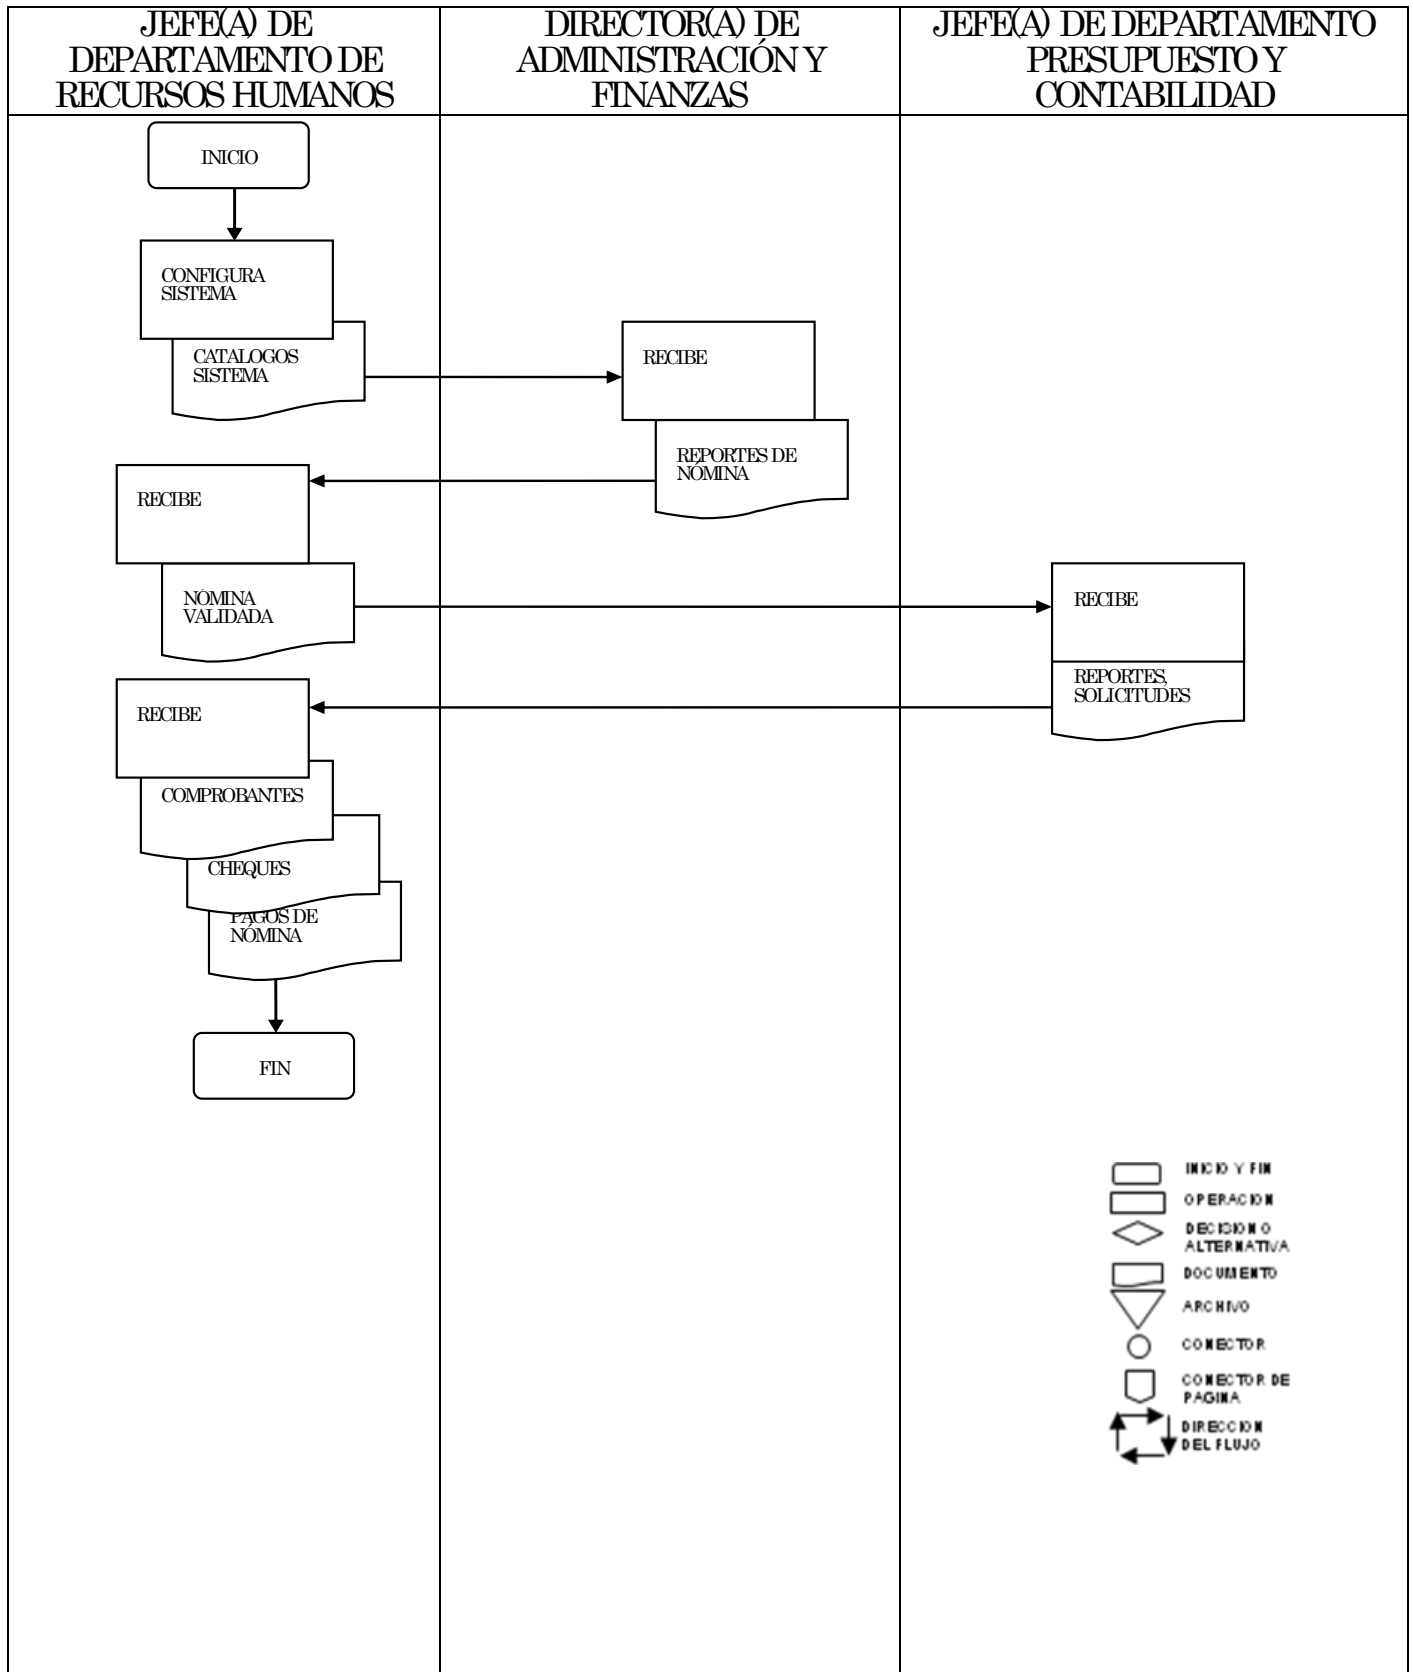 JEFE(A) DE
DEPARTAMENTO DE
RECURSOS HUMANOS
DIRECTOR(A) DE
ADMINISTRACIÓN Y
FINANZAS
JEFE(A) DE DEPARTAMENTO
PRESUPUESTO Y
CONTABILIDAD
INICIO
CONFIGURA
SISTEMA
CATALOGOS
SISTEMA
RECIBE
REPORTES DE
NÓMINA
RECIBE
NÓMINA
VALIDADA
RECIBE
REPORTES,
SOLICITUDES
RECIBE
COMPROBANTES
CHEQUES
PAGOS DE
NÓMINA
FIN
INICIO Y FIN
OPERACION
DECISION O
ALTERNATIVA
DOCUMENTO
ARCHIVO
CONECTOR
CONECTOR DE
PAGINA
DIRECCION
DEL FLUJO